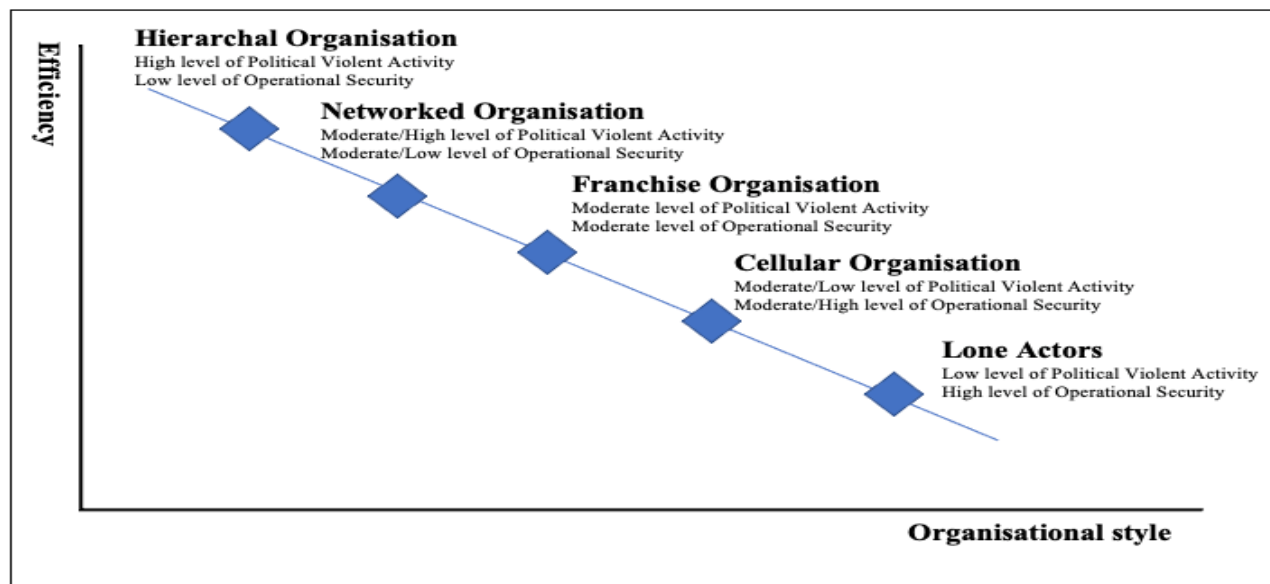 Efficiency
Hierarchal Organisation
High level of Political Violent Activity
Low level of Operational Security
Networked Organisation
Moderate/High level of Political Violent Activity
Moderate/Low level of Operational Security
Franchise Organisation
Moderate level of Political Violent Activity
Moderate level of Operational Security
Cellular Organisation
Moderate/Low level of Political Violent Activity
Moderate/High level of Operational Security
Lone Actors
Low level of Political Violent Activity
High level of Operational Security
Organisational style